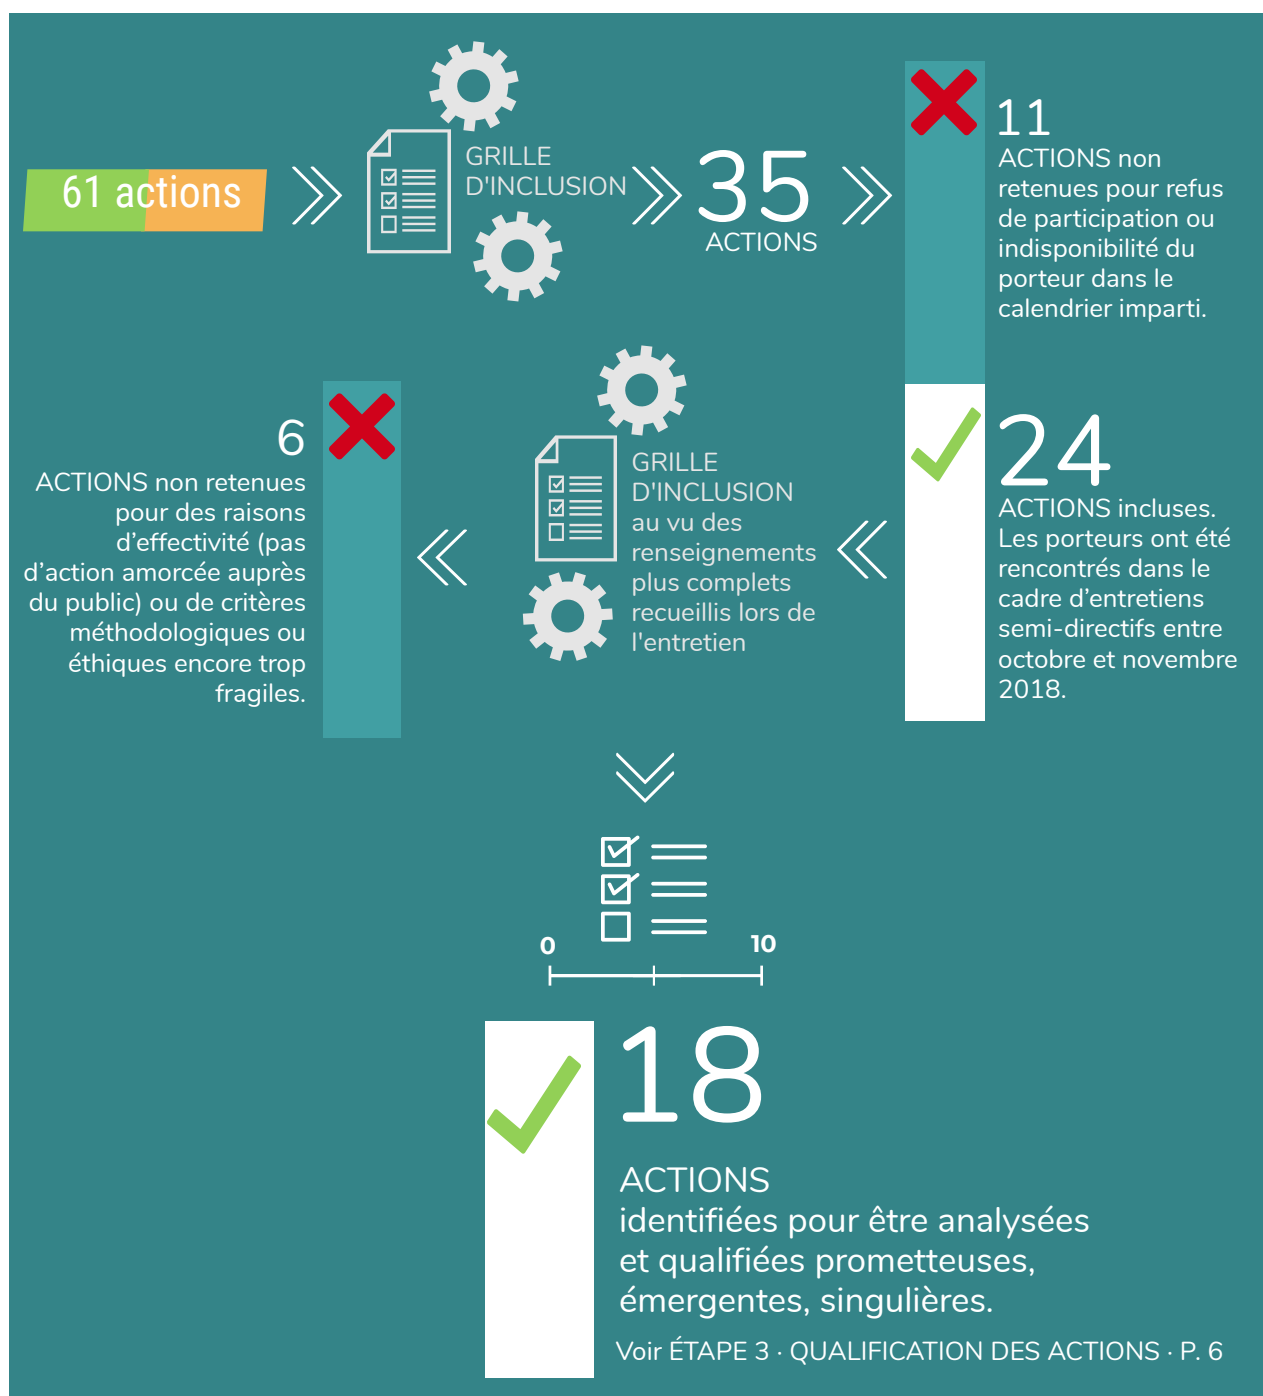 61 actions
GRILLE
D'INCLUSION
35
ACTIONS
11
ACTIONS non
retenues pour refus
de participation ou
indisponibilité du
porteur dans le
calendrier imparti.
24
ACTIONS incluses.
Les porteurs ont été
rencontrés dans le
cadre d’entretiens
semi-directifs entre
octobre et novembre
2018.
GRILLE
D'INCLUSION
au vu des
renseignements
plus complets
recueillis lors de
l'entretien
6
ACTIONS non retenues
pour des raisons
d’effectivité (pas
d’action amorcée auprès
du public) ou de critères
méthodologiques ou
éthiques encore trop
fragiles.
0
10
18
ACTIONS
identifiées pour être analysées
et qualifiées prometteuses,
émergentes, singulières.
Voir ÉTAPE 3 · QUALIFICATION DES ACTIONS · P. 6